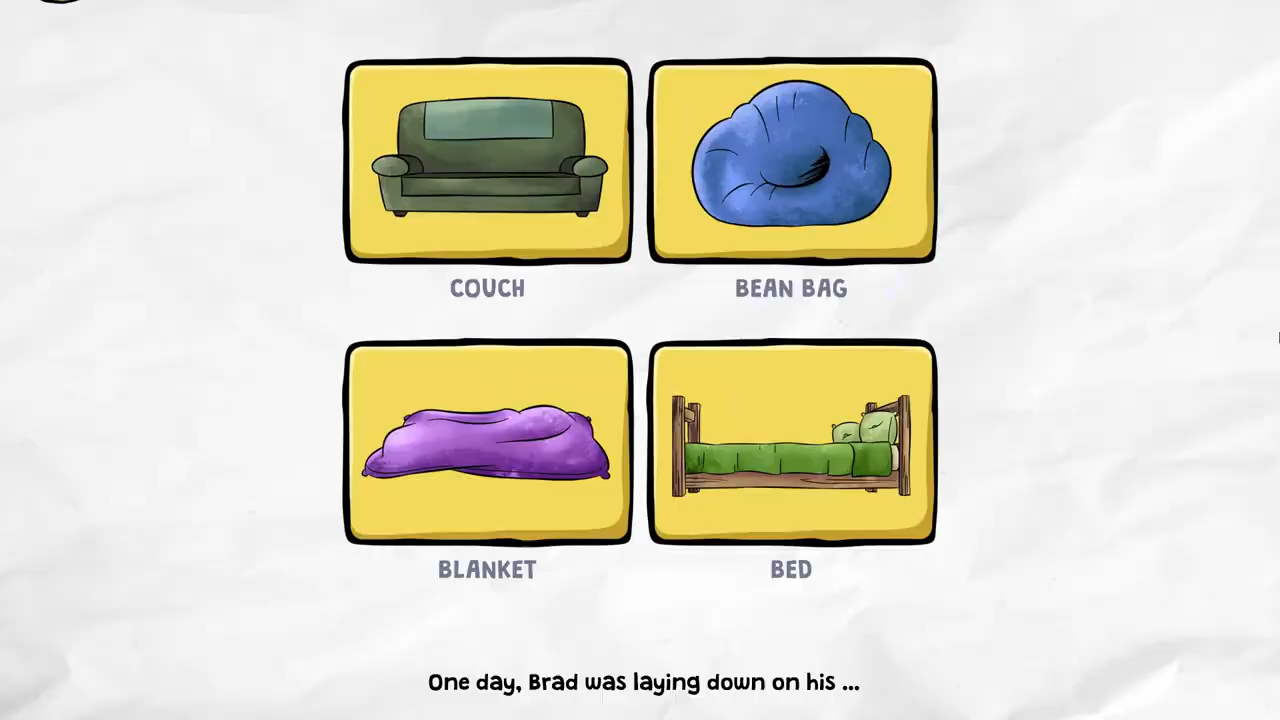 COUCH
BEAN BAG
BLANKET
BED
One day, Brad was laying down on his ...